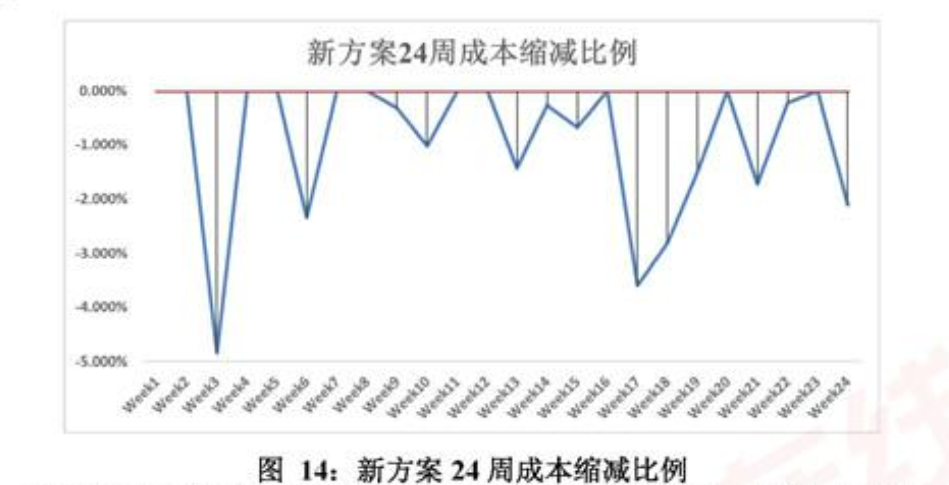 新方案24周成本缩减比例
0.000%
-1.000%
-2.000%
-3.000%
-4.000%
-5.000%
Week1
Week2
Week3
Week4
Week5
Week6
Week7
Week8
Week9
Week10
Week11
Week12
Week13
Week14
Week15
Week16
Week17
Week18
Week19
Week20
Week21
Week22
Week23
Week24
图 14：新方案 24 周成本缩减比例